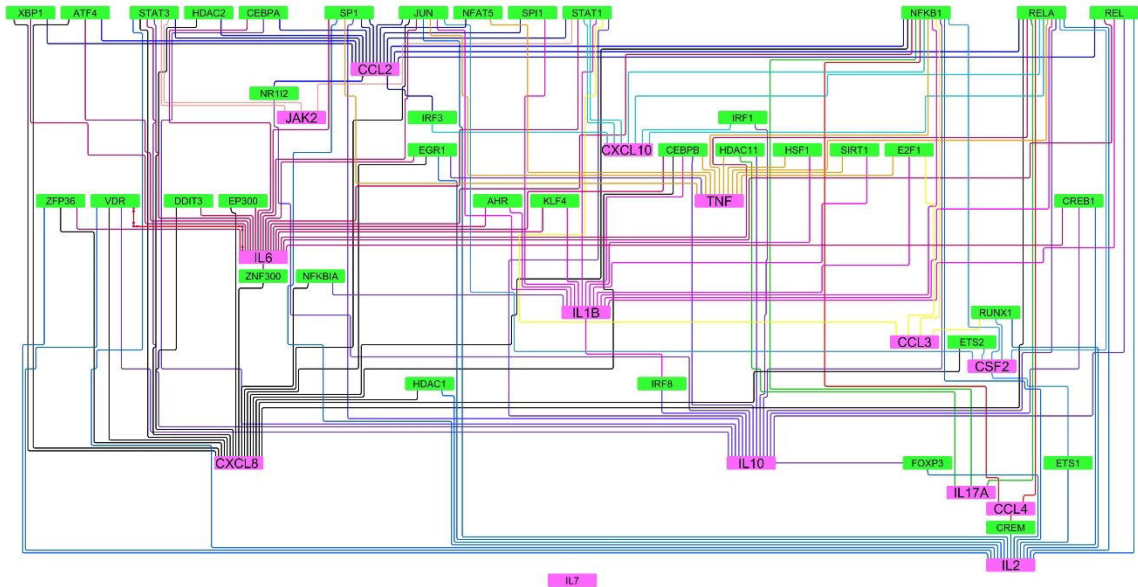 XBP1 ATF4 STAT3 HDAC2 CEBPA SP1 JUN NFAT5 SPI1 STAT1 NFKB1 RELA REL
CCL2
NR1I2
JAK2 IRF3 IRF1
EGR1 CXCL10 CEBPB HDAC11 HSF1 SIRT1 E2F1
ZFP36 VDR DDIT3 EP300 AHR KLF4 TNF CREB1
IL6
ZNF300 NFKBIA
IL1B RUNX1
CCL3 ETS2
CSF2
HDAC1 IRF8
CXCL8 IL10 FOXP3 ETS1
IL17A
CCL4
CREM
IL2
IL7